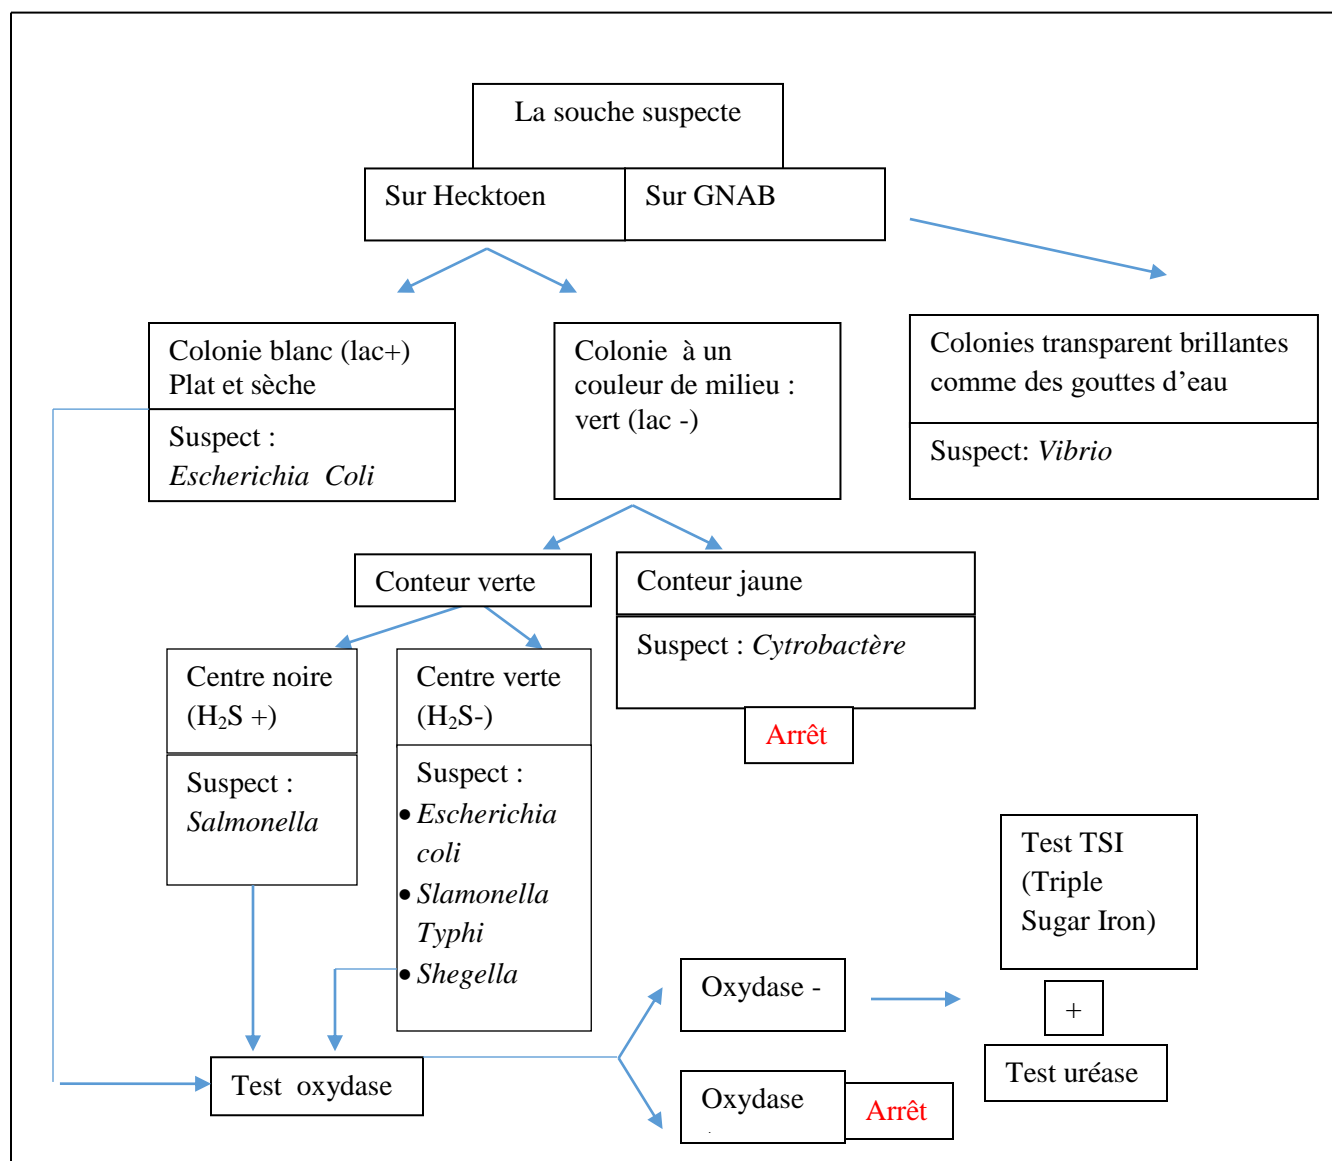 La souche suspecte
Sur Hecktoen
Sur GNAB
Colonie blanc (lac+)
Plat et sèche
Suspect :
Escherichia Coli
Colonie à un
couleur de milieu :
vert (lac -)
Colonies transparent brillantes
comme des gouttes d’eau
Suspect: Vibrio
Conteur verte
Conteur jaune
Suspect : Cytrobactère
Arrêt
Centre noire
(H₂S +)
Suspect :
Salmonella
Centre verte
(H₂S-)
Suspect :
• Escherichia
coli
• Slamonella
Typhi
• Shegella
Test oxydase
Oxydase -
Oxydase
Arrêt
Test TSI
(Triple
Sugar Iron)
+
Test uréase